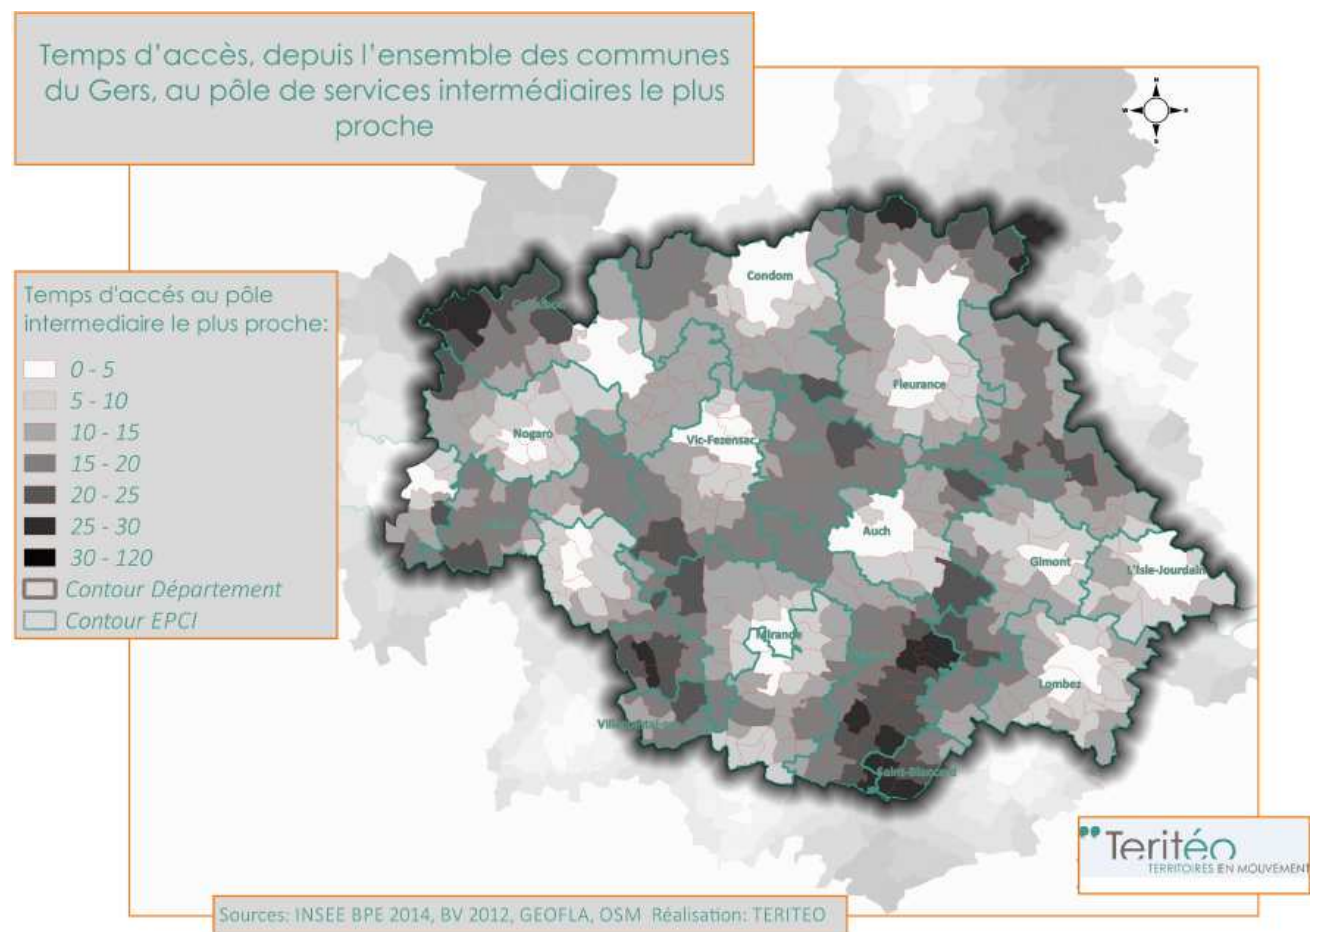 Temps d'accès, depuis l'ensemble des communes
du Gers, au pôle de services intermédiaires le plus
proche
N
W
E
S
Temps d'accés au pôle
intermediaire le plus proche:
0 - 5
5 - 10
10 - 15
15 - 20
20 - 25
25 - 30
30 - 120
Contour Département
Contour EPCI
Condom
Fleurance
Nogaro
Vic-Fezensac
Auch
Gimont
L'Isle-Jourdain
Mirande
Lombez
Saint-Blancard
Teritéo
TERRITOIRES EN MOUVEMENT
Sources: INSEE BPE 2014, BV 2012, GEOFLA, OSM Réalisation: TERITEO